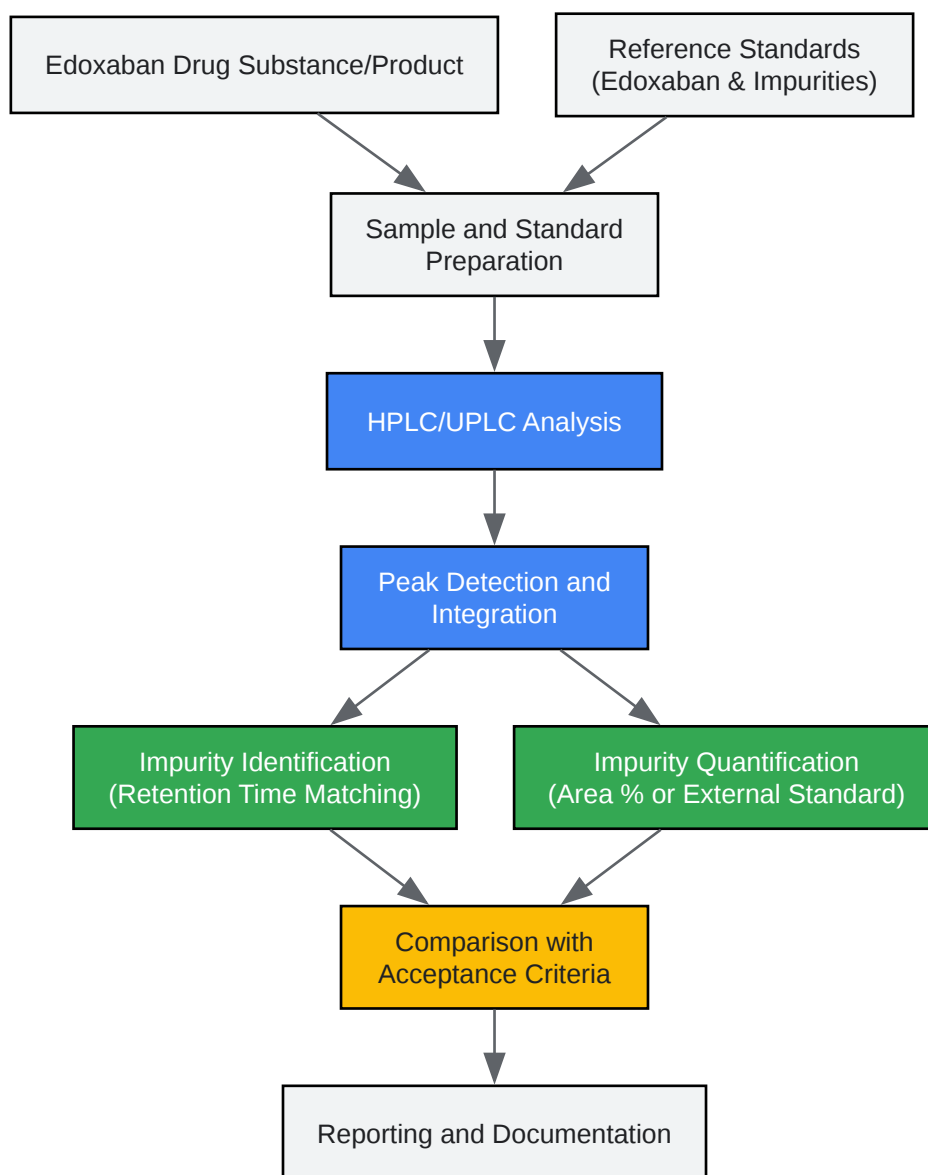 Edoxaban Drug Substance/Product
Reference Standards
(Edoxaban & Impurities)
Sample and Standard
Preparation
HPLC/UPLC Analysis
Peak Detection and
Integration
Impurity Identification
(Retention Time Matching)
Impurity Quantification
(Area % or External Standard)
Comparison with
Acceptance Criteria
Reporting and Documentation